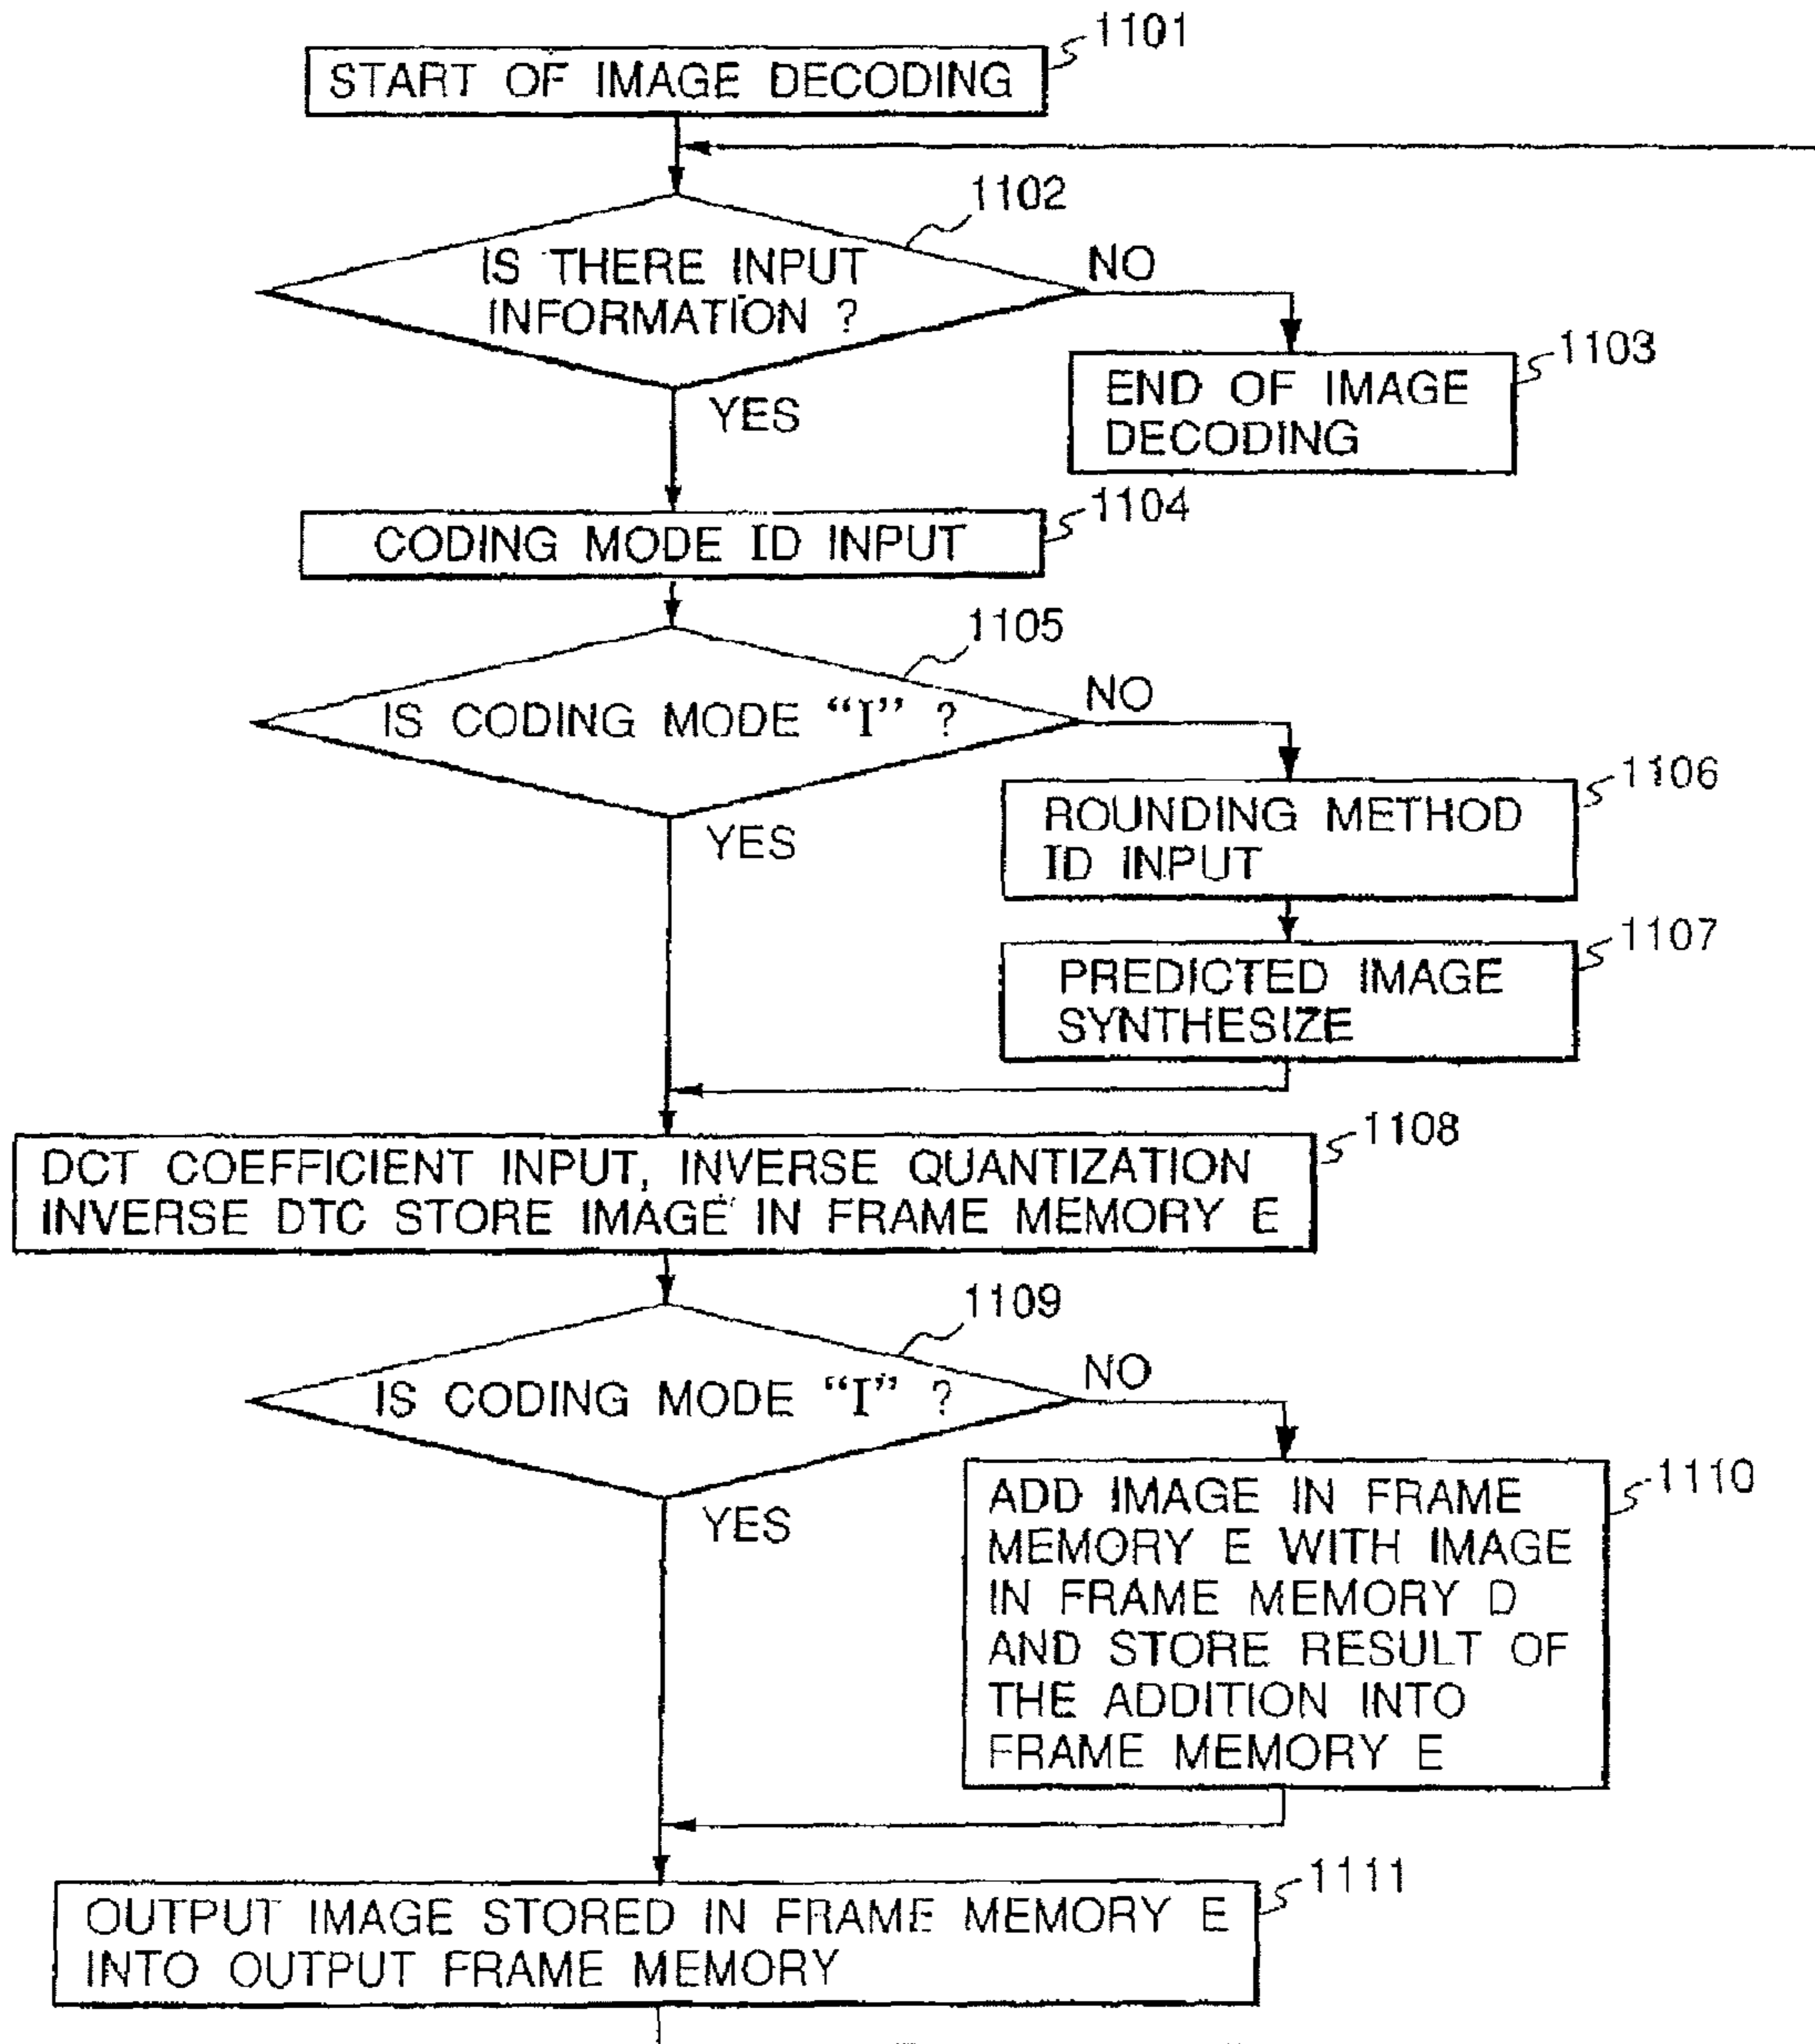 1101
START OF IMAGE DECODING
1102
IS THERE INPUT
INFORMATION ?
NO
YES
1103
END OF IMAGE
DECODING
1104
CODING MODE ID INPUT
1105
IS CODING MODE “I” ?
NO
YES
1106
ROUNDING METHOD
ID INPUT
1107
PREDICTED IMAGE
SYNTHESIZE
1108
DCT COEFFICIENT INPUT, INVERSE QUANTIZATION
INVERSE DTC STORE IMAGE IN FRAME MEMORY E
1109
IS CODING MODE “I” ?
NO
YES
1110
ADD IMAGE IN FRAME
MEMORY E WITH IMAGE
IN FRAME MEMORY D
AND STORE RESULT OF
THE ADDITION INTO
FRAME MEMORY E
1111
OUTPUT IMAGE STORED IN FRAME MEMORY E
INTO OUTPUT FRAME MEMORY